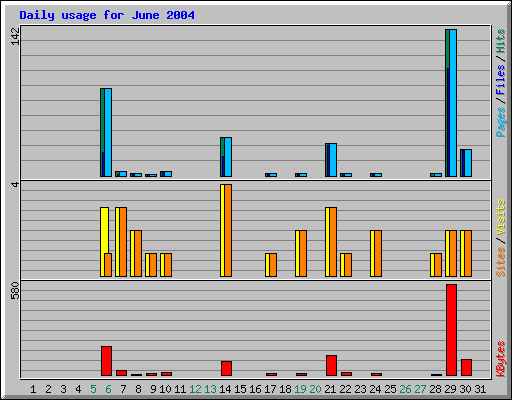 Daily usage for June 2004
142
Pages / Files / Hits
4
Sites / Visits
580
KBytes
1 2 3 4 5 6 7 8 9 10 11 12 13 14 15 16 17 18 19 20 21 22 23 24 25 26 27 28 29 30 31